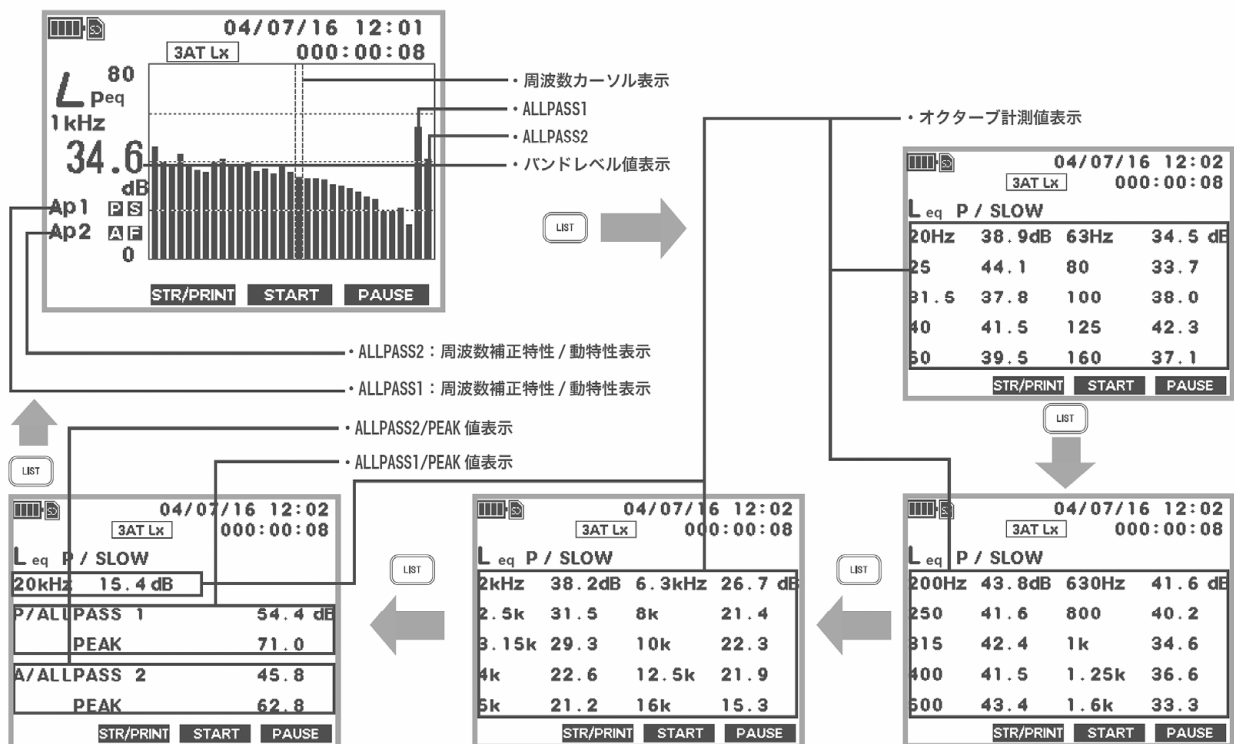 04/07/16 12:01
3AT Lx 000:00:08
80
L Peq
1kHz
34.6
dB
Ap1 P S
Ap2 A F
0
STR/PRINT START PAUSE
・周波数カーソル表示
・ALLPASS1
・ALLPASS2
・バンドレベル値表示
・ALLPASS2：周波数補正特性 / 動特性表示
・ALLPASS1：周波数補正特性 / 動特性表示
・ALLPASS2/PEAK 値表示
・ALLPASS1/PEAK 値表示
LIST
・オクターブ計測値表示
04/07/16 12:02
3AT Lx 000:00:08
L eq P / SLOW
20Hz 38.9dB 63Hz 34.5 dB
25 44.1 80 33.7
31.5 37.8 100 38.0
40 41.5 125 42.3
50 39.5 160 37.1
STR/PRINT START PAUSE
LIST
04/07/16 12:02
3AT Lx 000:00:08
L eq P / SLOW
200Hz 43.8dB 630Hz 41.6 dB
250 41.6 800 40.2
315 42.4 1k 34.6
400 41.5 1.25k 36.6
500 43.4 1.6k 33.3
STR/PRINT START PAUSE
LIST
04/07/16 12:02
3AT Lx 000:00:08
L eq P / SLOW
2kHz 38.2dB 6.3kHz 26.7 dB
2.5k 31.5 8k 21.4
3.15k 29.3 10k 22.3
4k 22.6 12.5k 21.9
5k 21.2 16k 15.3
STR/PRINT START PAUSE
LIST
04/07/16 12:02
3AT Lx 000:00:08
L eq P / SLOW
20kHz 15.4 dB
P/ALLPASS 1 54.4 dB
PEAK 71.0
A/ALLPASS 2 45.8
PEAK 62.8
STR/PRINT START PAUSE
LIST